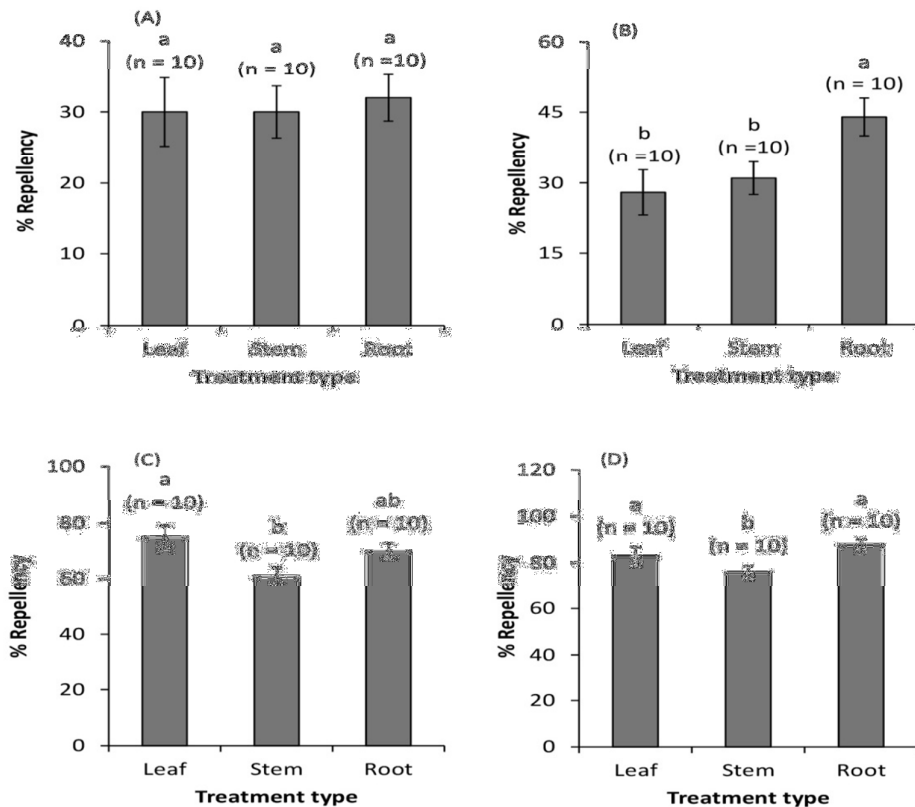 (A)
40
30
20
10
0
% Repellency
a
(n = 10)
a
(n = 10)
a
(n =10)
Leaf Stem Root
Treatment type
(B)
60
45
30
15
0
% Repellency
b
(n =10)
b
(n =10)
a
(n = 10)
Leaf Stem Root
Treatment type
(C)
100
80
60
40
20
0
% Repellency
a
(n = 10)
b
(n = 10)
ab
(n = 10)
Leaf Stem Root
Treatment type
(D)
120
100
80
60
40
20
0
% Repellency
a
(n = 10)
b
(n = 10)
a
(n = 10)
Leaf Stem Root
Treatment type